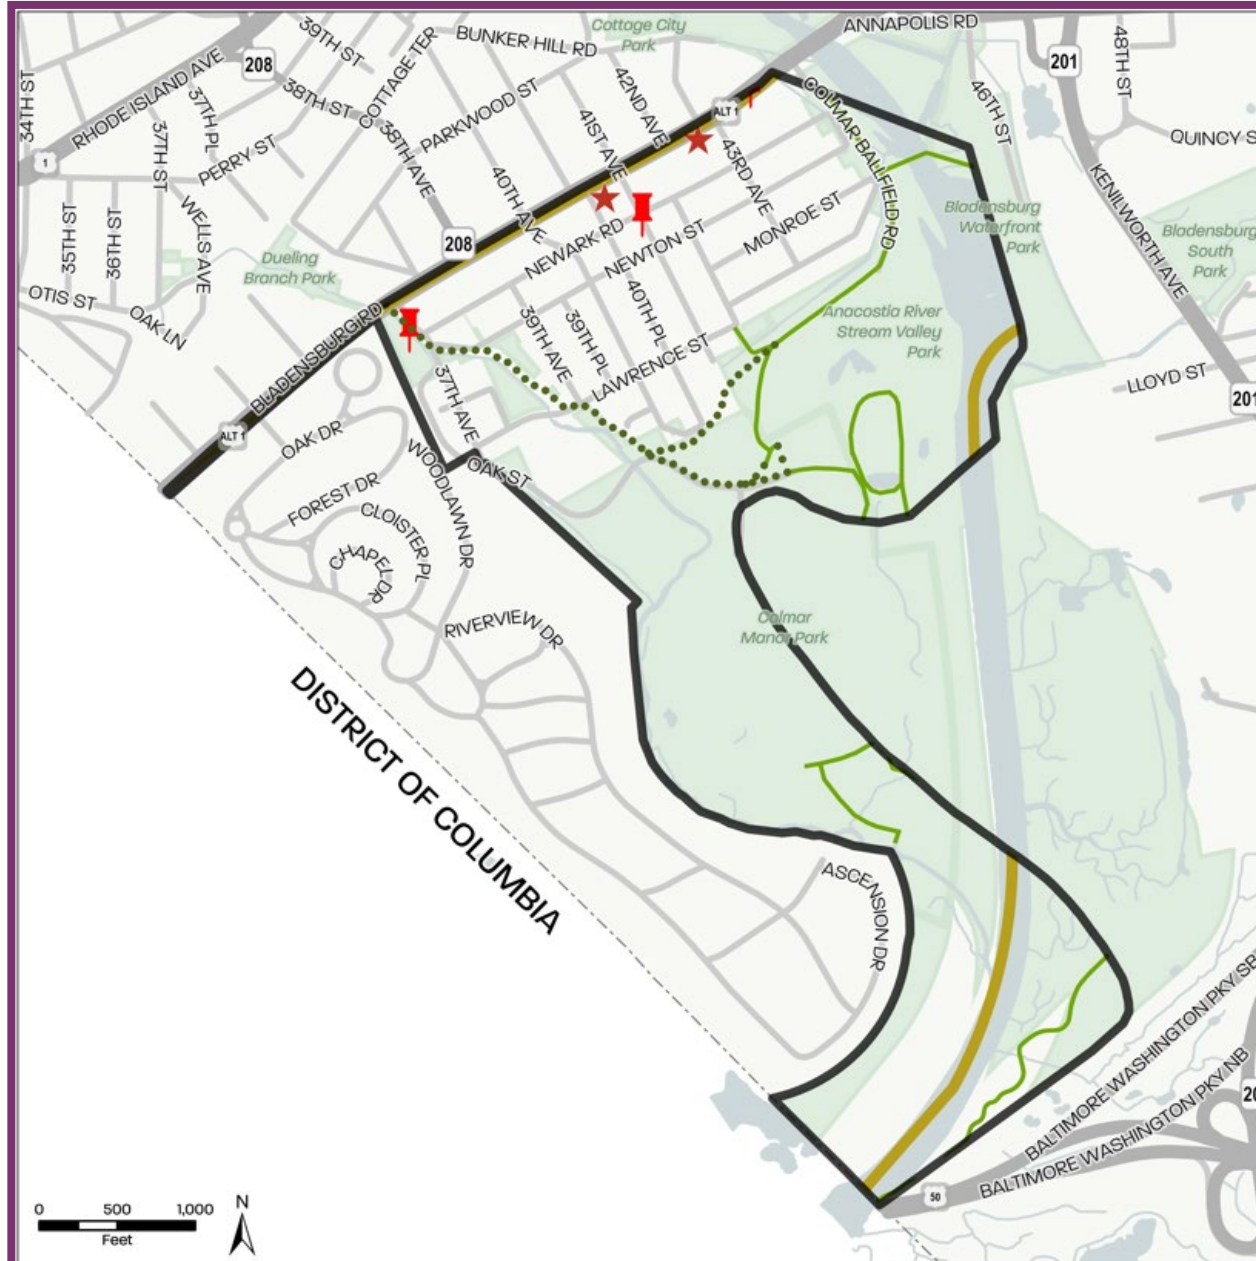 Cottage City
Park
ANNAPOLIS RD
39TH ST
BUNKER HILL RD
208
201
48TH ST
34TH ST
RHODE ISLAND AVE
37TH PL
38TH ST
COTTAGE TER
42ND AVE
ALT 1
COLMAR BALLFIELD RD
46TH ST
QUINCY S
1
37TH ST
PERRY ST
38TH AVE
PARKWOOD ST
41ST AVE
43RD AVE
KENILWORTH AVE
35TH ST
36TH ST
WELLS AVE
40TH AVE
NEWARK RD
NEWTON ST
MONROE ST
Bladensburg
Waterfront
Park
Bladensburg
South
Park
208
Dueling
Branch Park
OTIS ST
OAK LN
BLADENSBURG RD
39TH AVE
39TH PL
40TH PL
Anacostia River
Stream Valley
Park
LAWRENCE ST
LLOYD ST
201
37TH AVE
ALT 1
OAK DR
WOODLAWN DR
OAK ST
FOREST DR
CLOISTER PL
CHAPEL DR
RIVERVIEW DR
Colmar
Manor Park
DISTRICT OF COLUMBIA
ASCENSION DR
BALTIMORE WASHINGTON PKY SB
BALTIMORE WASHINGTON PKY NB
20
50
0 500 1,000
Feet
N